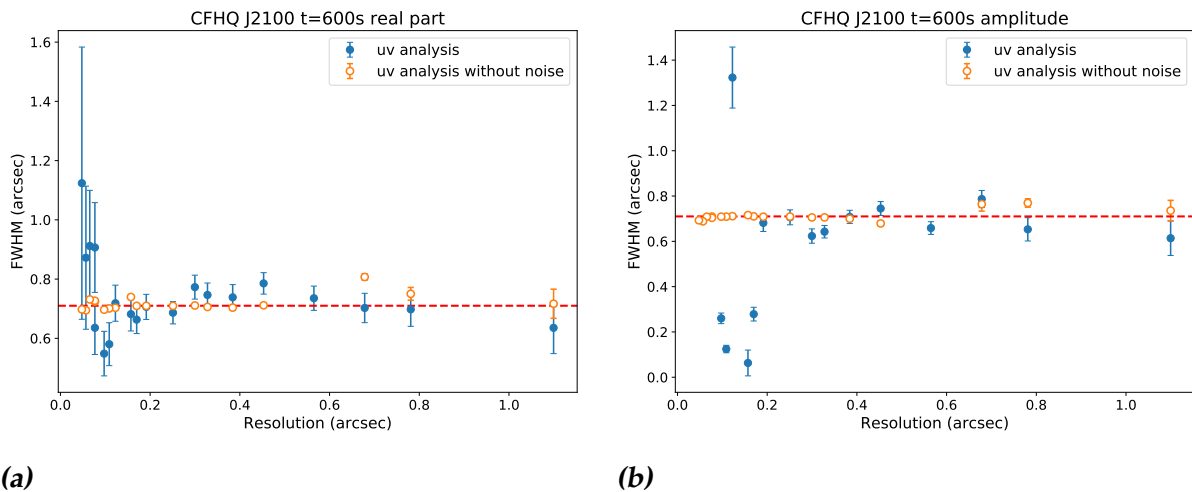 CFHQ J2100 t=600s real part
uv analysis
uv analysis without noise
FWHM (arcsec)
1.6
1.4
1.2
1.0
0.8
0.6
0.0 0.2 0.4 0.6 0.8 1.0
Resolution (arcsec)
(a)
CFHQ J2100 t=600s amplitude
uv analysis
uv analysis without noise
FWHM (arcsec)
1.4
1.2
1.0
0.8
0.6
0.4
0.2
0.0
0.0 0.2 0.4 0.6 0.8 1.0
Resolution (arcsec)
(b)